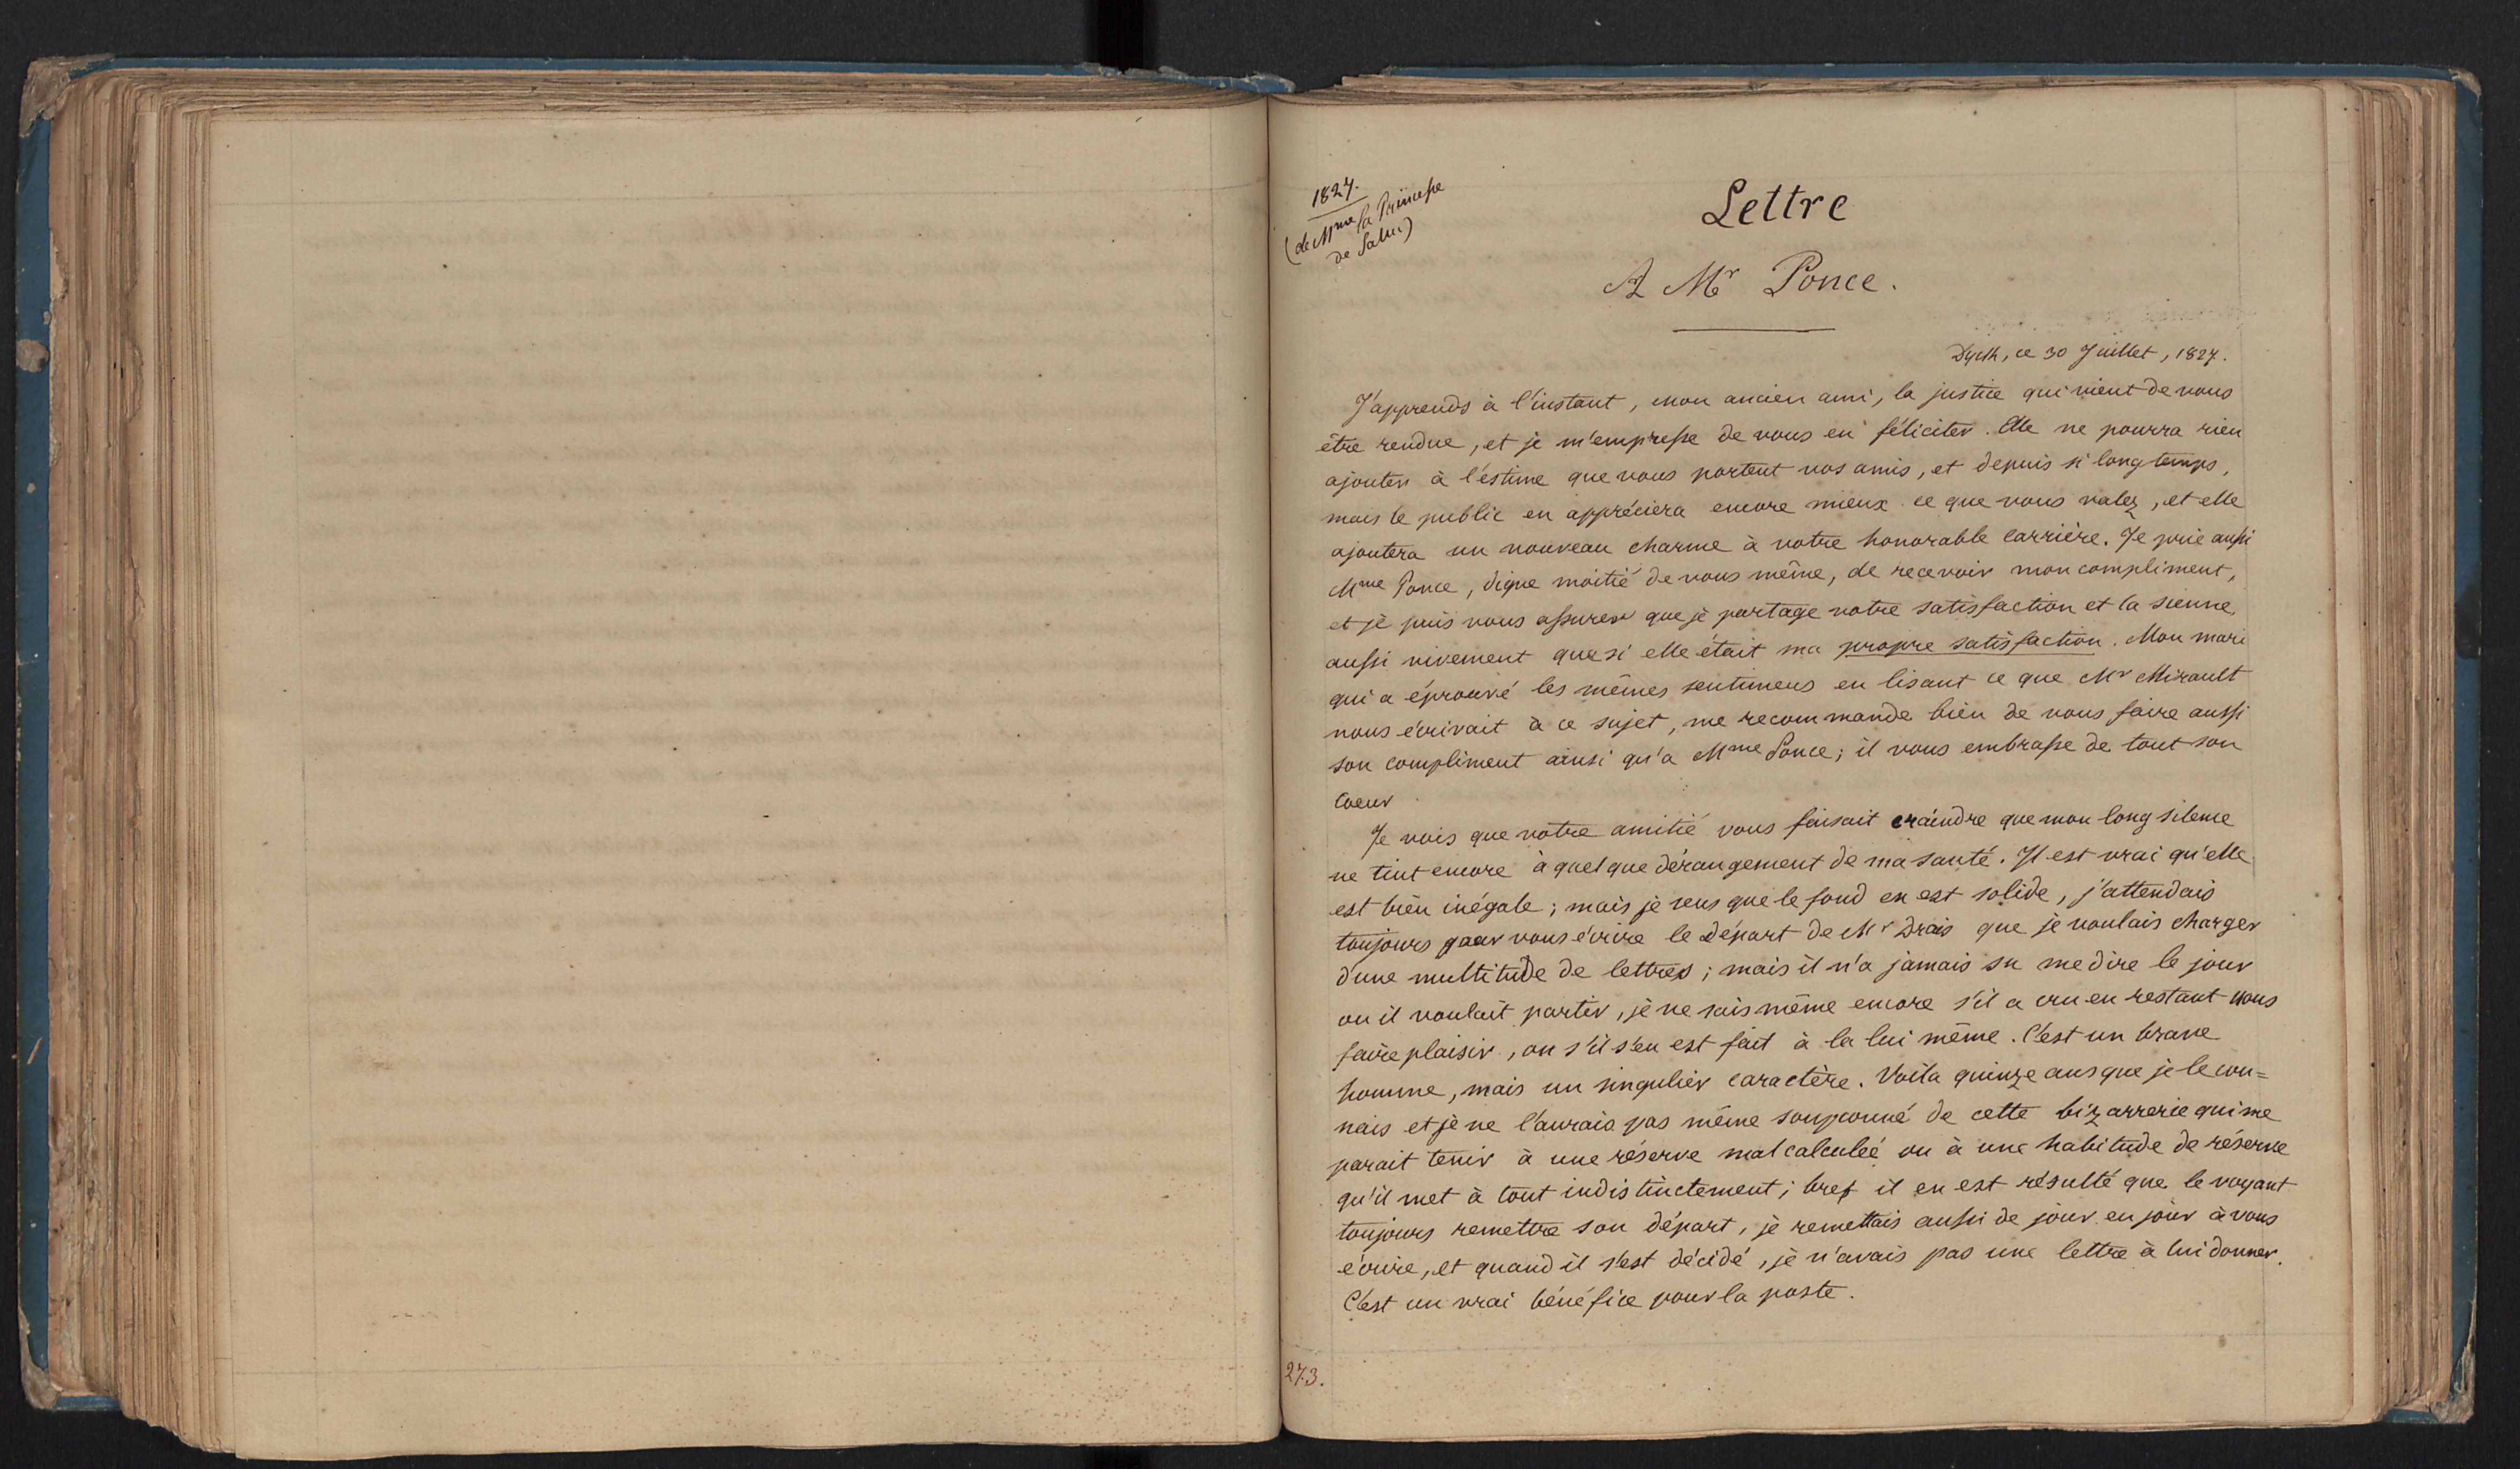 1827.
(de Mme la Princesse
de Salm)
Lettre
A Mr Ponce.
Dyck, ce 30 Juillet, 1827.
J'apprends à l'instant, mon ancien ami, la justice qui vient de vous
être rendue, et je m'empresse de vous en féliciter. Elle ne pourra rien
ajouter à l'estime que vous portent vos amis, et depuis si longtemps,
mais le public en appréciera encore mieux ce que vous valez, et elle
ajoutera un nouveau charme à votre honorable carrière. Je prie aussi
Mme Ponce, digne moitié de vous même, de recevoir mon compliment,
et je puis vous assurer que je partage votre satisfaction et la sienne,
aussi vivement que si elle était ma propre satisfaction. Mon mari
qui a éprouvé les mêmes sentimens en lisant ce que Mr Mirault
nous écrivait à ce sujet, me recommande bien de vous faire aussi
son compliment ainsi qu'a Mme Ponce; il vous embrasse de tout son
coeur
Je vois que votre amitié vous faisait craindre que mon long silence
ne tint encore à quelque dérangement de ma santé. Il est vrai qu'elle
est bien inégale; mais je sens que le fond en est solide, j'attendais
toujours pour vous écrire le départ de Mr Drais que je voulais charger
d'une multitude de lettres; mais il n'a jamais su me dire le jour
ou il voulait partir, je ne sais même encore s'il a cru en restant nous
faire plaisir, ou s'il s'en est fait à la lui même. C'est un brave
homme, mais un singulier caractère. Voila quinze ans que je le con=
nais et je ne l'aurais pas même soupçonné de cette bizarrerie qui me
parait tenir à une réserve mal calculée ou à une habitude de réserve
qu'il met à tout indistinctement; bref il en est résulté que le voyant
toujours remettre son départ, je remettais aussi de jour en jour à vous
écrire, et quand il s'est décidé, je n'avais pas une lettre à lui donner.
C'est un vrai bénéfice pour la poste.
273.